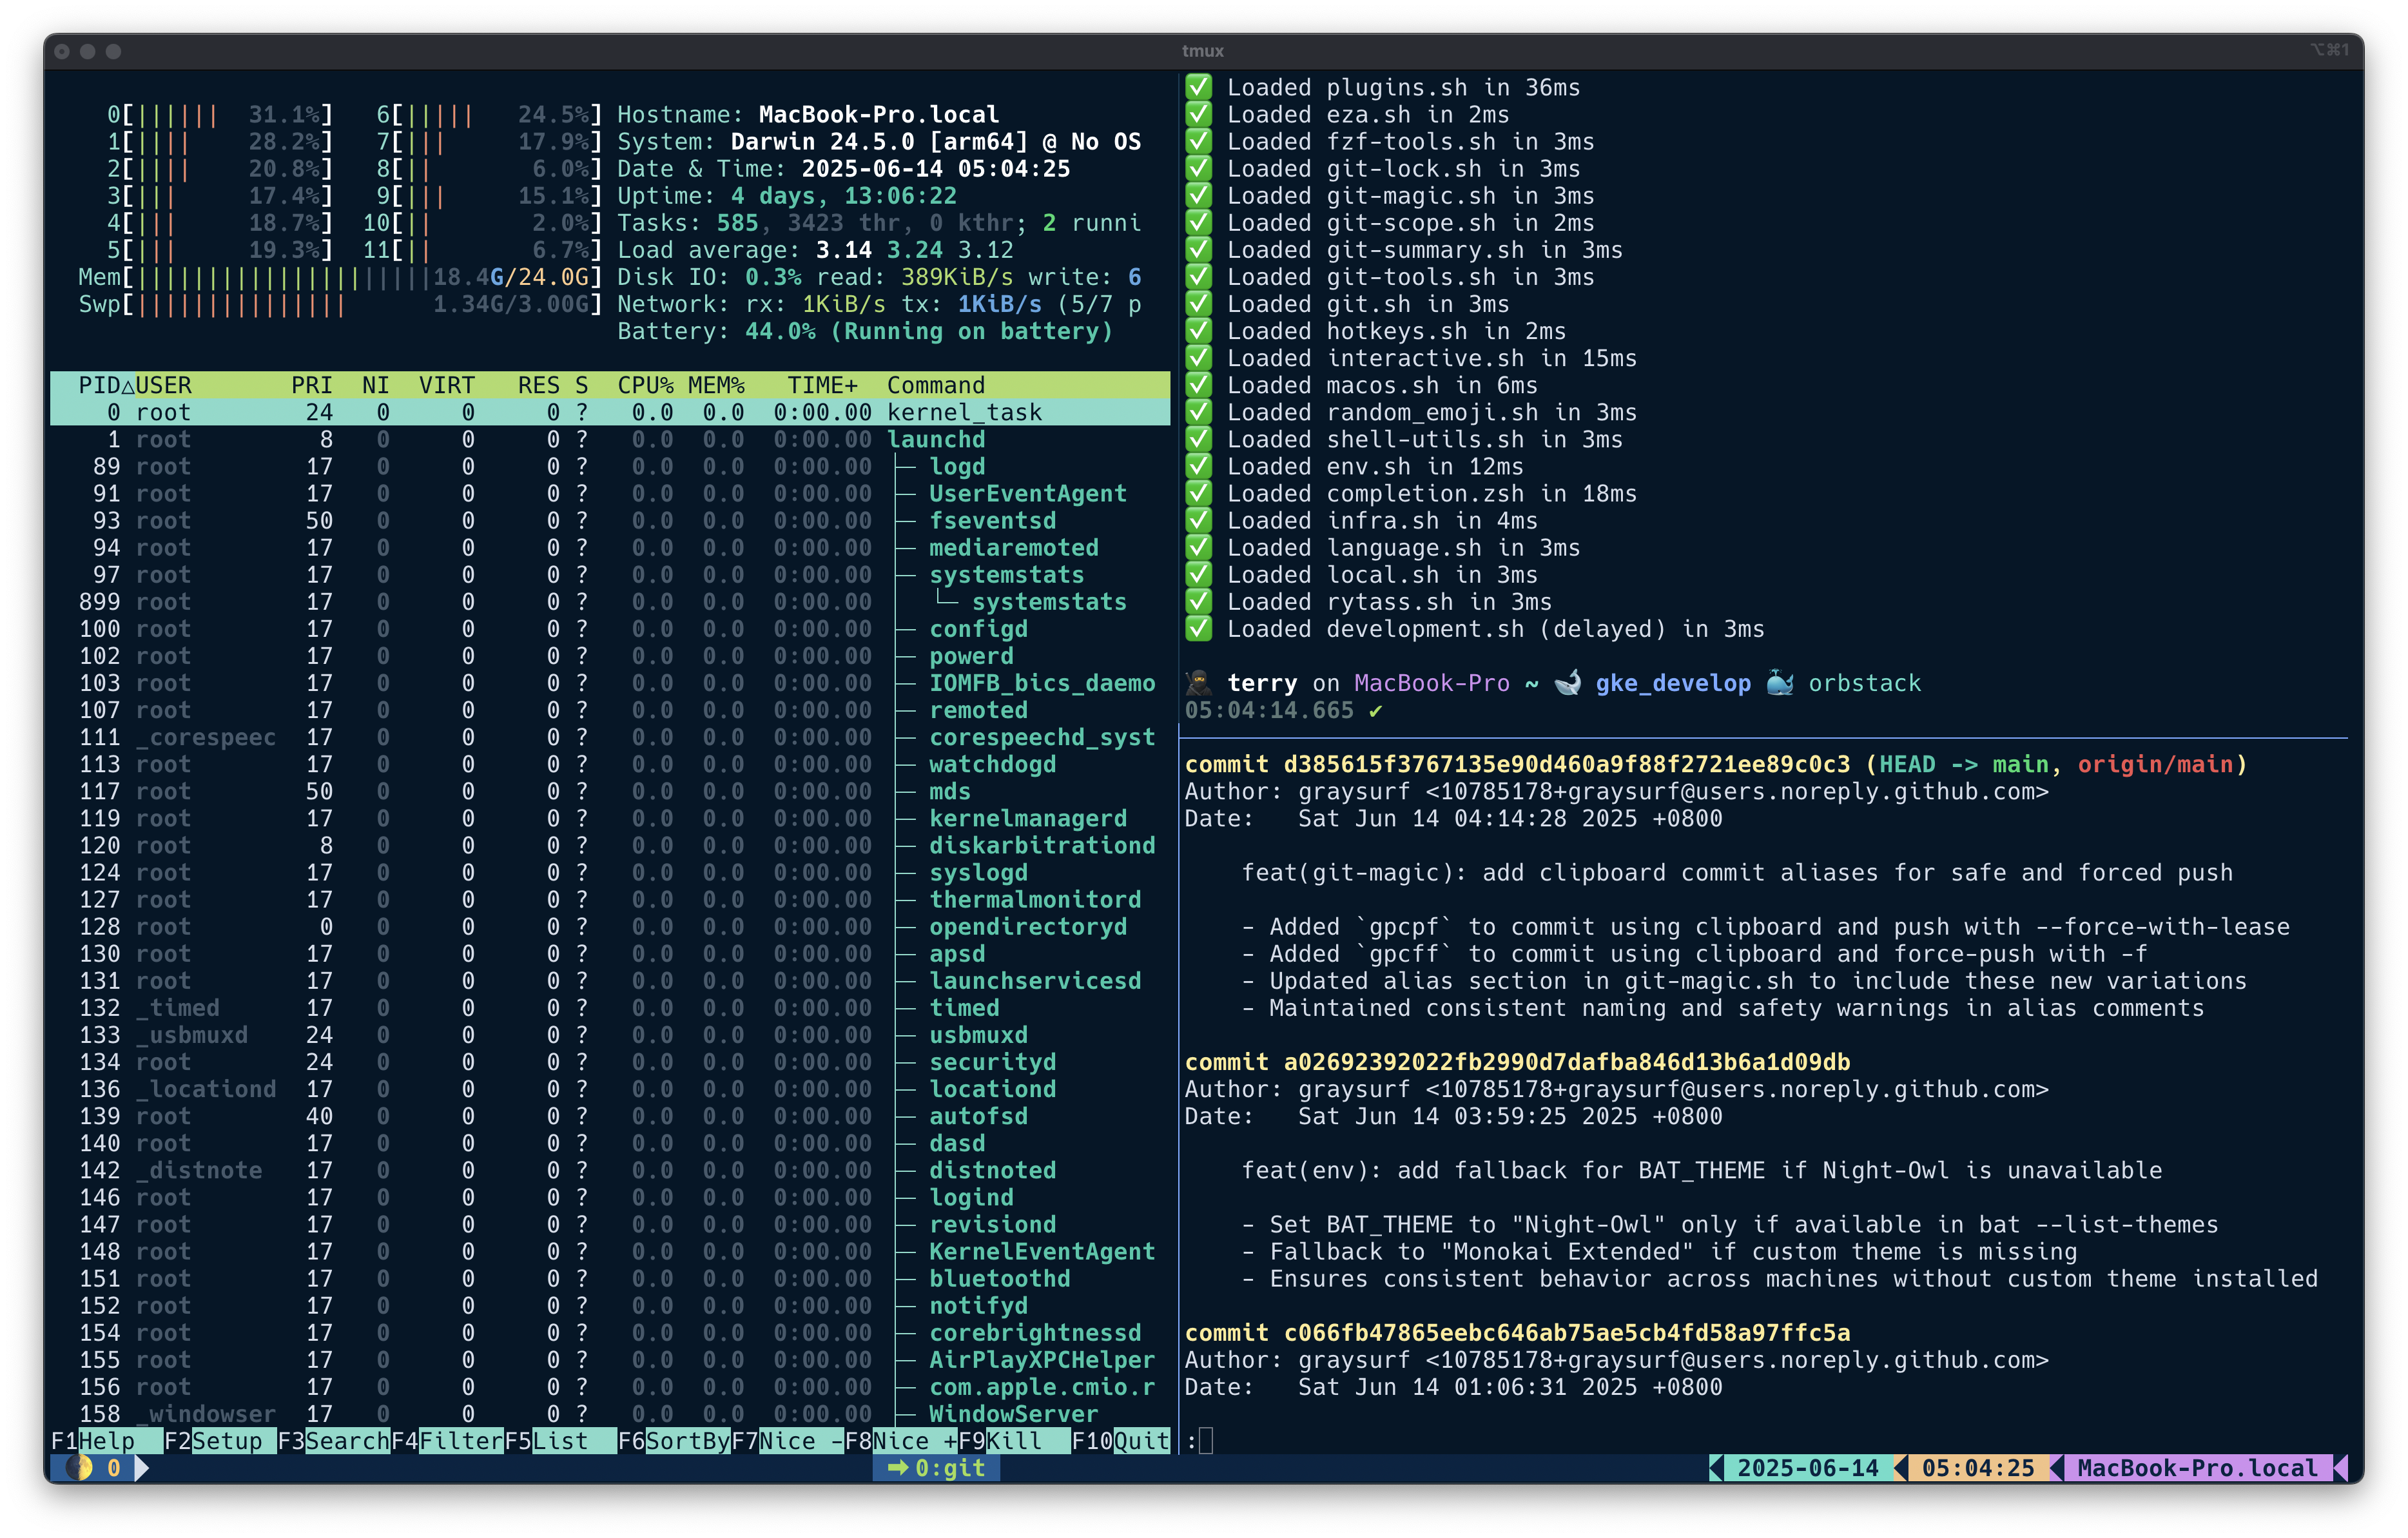 tmux
⌥⌘1
0[|||||| 31.1%] 6[||||| 24.5%] Hostname: MacBook-Pro.local
1[|||| 28.2%] 7[||| 17.9%] System: Darwin 24.5.0 [arm64] @ No OS
2[|||| 20.8%] 8[|| 6.0%] Date & Time: 2025-06-14 05:04:25
3[||| 17.4%] 9[||| 15.1%] Uptime: 4 days, 13:06:22
4[||| 18.7%] 10[|| 2.0%] Tasks: 585, 3423 thr, 0 kthr; 2 runni
5[||| 19.3%] 11[|| 6.7%] Load average: 3.14 3.24 3.12
Mem[|||||||||||||||||||||18.4G/24.0G] Disk IO: 0.3% read: 389KiB/s write: 6
Swp[||||||||||||||| 1.34G/3.00G] Network: rx: 1KiB/s tx: 1KiB/s (5/7 p
Battery: 44.0% (Running on battery)
PID△USER PRI NI VIRT RES S CPU% MEM% TIME+ Command
0 root 24 0 0 0 ? 0.0 0.0 0:00.00 kernel_task
1 root 8 0 0 0 ? 0.0 0.0 0:00.00 launchd
89 root 17 0 0 0 ? 0.0 0.0 0:00.00 ├─ logd
91 root 17 0 0 0 ? 0.0 0.0 0:00.00 ├─ UserEventAgent
93 root 50 0 0 0 ? 0.0 0.0 0:00.00 ├─ fseventsd
94 root 17 0 0 0 ? 0.0 0.0 0:00.00 ├─ mediaremoted
97 root 17 0 0 0 ? 0.0 0.0 0:00.00 ├─ systemstats
899 root 17 0 0 0 ? 0.0 0.0 0:00.00 │ └─ systemstats
100 root 17 0 0 0 ? 0.0 0.0 0:00.00 ├─ configd
102 root 17 0 0 0 ? 0.0 0.0 0:00.00 ├─ powerd
103 root 17 0 0 0 ? 0.0 0.0 0:00.00 ├─ IOMFB_bics_daemo
107 root 17 0 0 0 ? 0.0 0.0 0:00.00 ├─ remoted
111 _corespeec 17 0 0 0 ? 0.0 0.0 0:00.00 ├─ corespeechd_syst
113 root 17 0 0 0 ? 0.0 0.0 0:00.00 ├─ watchdogd
117 root 50 0 0 0 ? 0.0 0.0 0:00.00 ├─ mds
119 root 17 0 0 0 ? 0.0 0.0 0:00.00 ├─ kernelmanagerd
120 root 8 0 0 0 ? 0.0 0.0 0:00.00 ├─ diskarbitrationd
124 root 17 0 0 0 ? 0.0 0.0 0:00.00 ├─ syslogd
127 root 17 0 0 0 ? 0.0 0.0 0:00.00 ├─ thermalmonitord
128 root 0 0 0 0 ? 0.0 0.0 0:00.00 ├─ opendirectoryd
130 root 17 0 0 0 ? 0.0 0.0 0:00.00 ├─ apsd
131 root 17 0 0 0 ? 0.0 0.0 0:00.00 ├─ launchservicesd
132 _timed 17 0 0 0 ? 0.0 0.0 0:00.00 ├─ timed
133 _usbmuxd 24 0 0 0 ? 0.0 0.0 0:00.00 ├─ usbmuxd
134 root 24 0 0 0 ? 0.0 0.0 0:00.00 ├─ securityd
136 _locationd 17 0 0 0 ? 0.0 0.0 0:00.00 ├─ locationd
139 root 40 0 0 0 ? 0.0 0.0 0:00.00 ├─ autofsd
140 root 17 0 0 0 ? 0.0 0.0 0:00.00 ├─ dasd
142 _distnote 17 0 0 0 ? 0.0 0.0 0:00.00 ├─ distnoted
146 root 17 0 0 0 ? 0.0 0.0 0:00.00 ├─ logind
147 root 17 0 0 0 ? 0.0 0.0 0:00.00 ├─ revisiond
148 root 17 0 0 0 ? 0.0 0.0 0:00.00 ├─ KernelEventAgent
151 root 17 0 0 0 ? 0.0 0.0 0:00.00 ├─ bluetoothd
152 root 17 0 0 0 ? 0.0 0.0 0:00.00 ├─ notifyd
154 root 17 0 0 0 ? 0.0 0.0 0:00.00 ├─ corebrightnessd
155 root 17 0 0 0 ? 0.0 0.0 0:00.00 ├─ AirPlayXPCHelper
156 root 17 0 0 0 ? 0.0 0.0 0:00.00 ├─ com.apple.cmio.r
158 _windowser 17 0 0 0 ? 0.0 0.0 0:00.00 ├─ WindowServer
F1Help F2Setup F3SearchF4FilterF5List F6SortByF7Nice -F8Nice +F9Kill F10Quit
✅ Loaded plugins.sh in 36ms
✅ Loaded eza.sh in 2ms
✅ Loaded fzf-tools.sh in 3ms
✅ Loaded git-lock.sh in 3ms
✅ Loaded git-magic.sh in 3ms
✅ Loaded git-scope.sh in 2ms
✅ Loaded git-summary.sh in 3ms
✅ Loaded git-tools.sh in 3ms
✅ Loaded git.sh in 3ms
✅ Loaded hotkeys.sh in 2ms
✅ Loaded interactive.sh in 15ms
✅ Loaded macos.sh in 6ms
✅ Loaded random_emoji.sh in 3ms
✅ Loaded shell-utils.sh in 3ms
✅ Loaded env.sh in 12ms
✅ Loaded completion.zsh in 18ms
✅ Loaded infra.sh in 4ms
✅ Loaded language.sh in 3ms
✅ Loaded local.sh in 3ms
✅ Loaded rytass.sh in 3ms
✅ Loaded development.sh (delayed) in 3ms
🥷 terry on MacBook-Pro ~ 🐋 gke_develop 🐳 orbstack
05:04:14.665 ✔
commit d385615f3767135e90d460a9f88f2721ee89c0c3 (HEAD -> main, origin/main)
Author: graysurf <10785178+graysurf@users.noreply.github.com>
Date: Sat Jun 14 04:14:28 2025 +0800
feat(git-magic): add clipboard commit aliases for safe and forced push
- Added `gpcpf` to commit using clipboard and push with --force-with-lease
- Added `gpcff` to commit using clipboard and force-push with -f
- Updated alias section in git-magic.sh to include these new variations
- Maintained consistent naming and safety warnings in alias comments
commit a02692392022fb2990d7dafba846d13b6a1d09db
Author: graysurf <10785178+graysurf@users.noreply.github.com>
Date: Sat Jun 14 03:59:25 2025 +0800
feat(env): add fallback for BAT_THEME if Night-Owl is unavailable
- Set BAT_THEME to "Night-Owl" only if available in bat --list-themes
- Fallback to "Monokai Extended" if custom theme is missing
- Ensures consistent behavior across machines without custom theme installed
commit c066fb47865eebc646ab75ae5cb4fd58a97ffc5a
Author: graysurf <10785178+graysurf@users.noreply.github.com>
Date: Sat Jun 14 01:06:31 2025 +0800
:
🌓 0
➡ 0:git
2025-06-14 05:04:25 MacBook-Pro.local